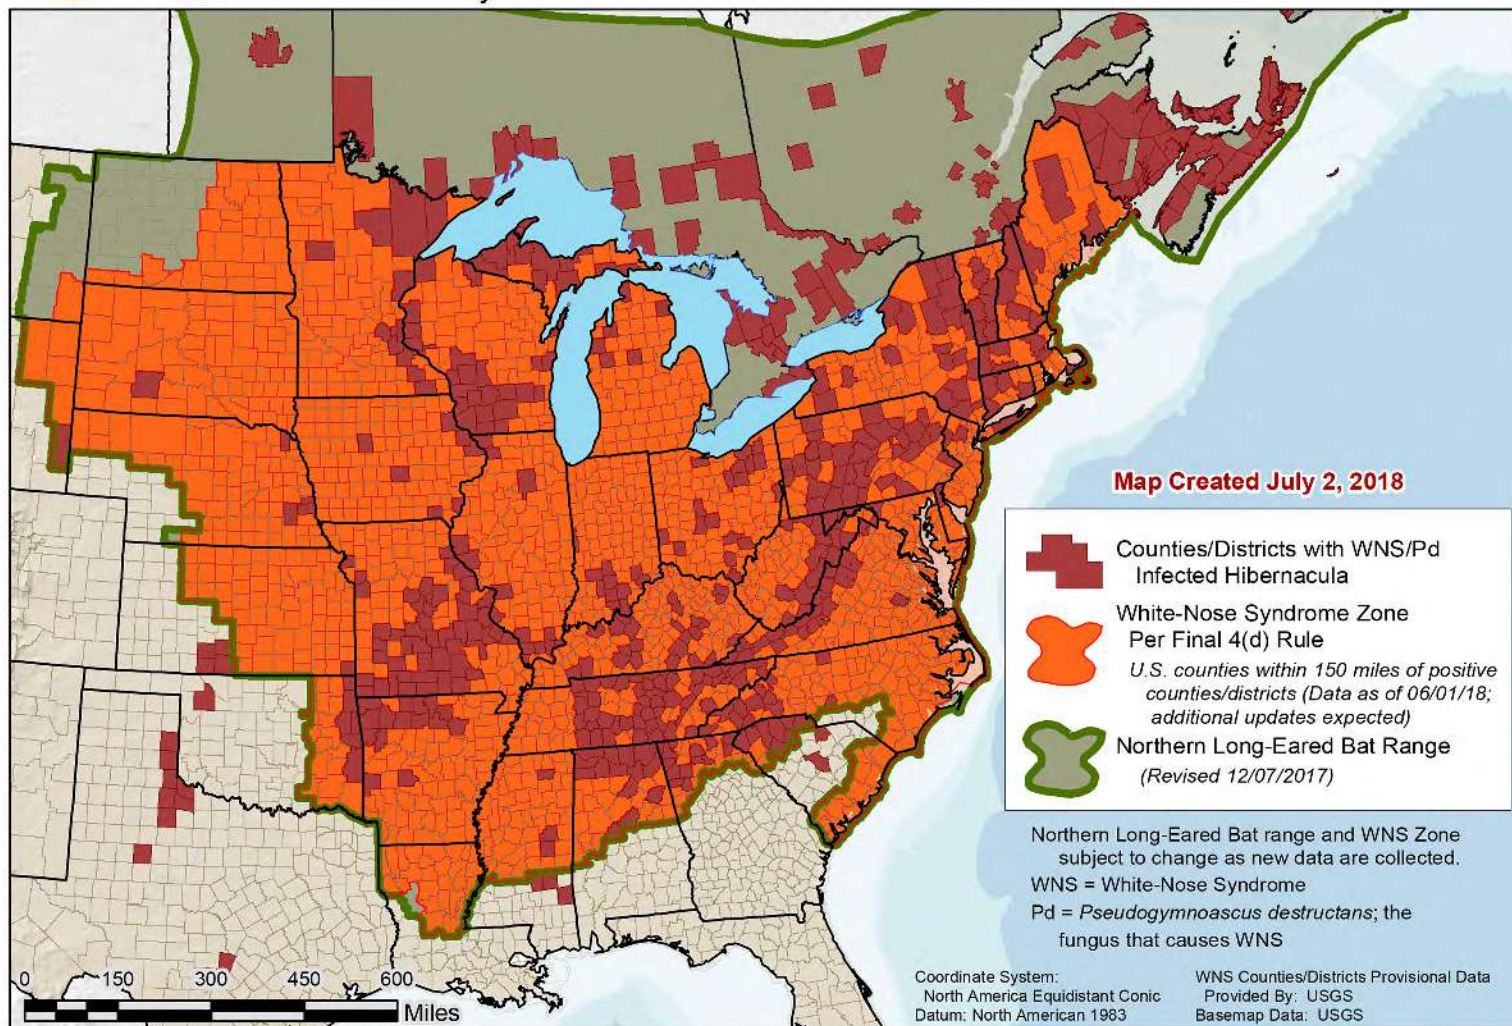 Map Created July 2, 2018
Counties/Districts with WNS/Pd
Infected Hibernacula
White-Nose Syndrome Zone
Per Final 4(d) Rule
U.S. counties within 150 miles of positive
counties/districts (Data as of 06/01/18;
additional updates expected)
Northern Long-Eared Bat Range
(Revised 12/07/2017)
Northern Long-Eared Bat range and WNS Zone
subject to change as new data are collected.
WNS = White-Nose Syndrome
Pd = Pseudogymnoascus destructans; the
fungus that causes WNS
0 150 300 450 600
Miles
Coordinate System:
North America Equidistant Conic
Datum: North American 1983
WNS Counties/Districts Provisional Data
Provided By: USGS
Basemap Data: USGS